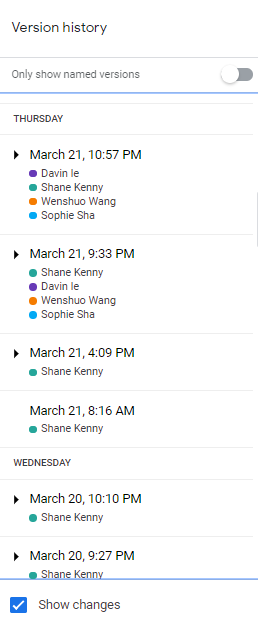 Version history
Only show named versions
THURSDAY
March 21, 10:57 PM
Davin le
Shane Kenny
Wenshuo Wang
Sophie Sha
March 21, 9:33 PM
Shane Kenny
Davin le
Wenshuo Wang
Sophie Sha
March 21, 4:09 PM
Shane Kenny
March 21, 8:16 AM
Shane Kenny
WEDNESDAY
March 20, 10:10 PM
Shane Kenny
March 20, 9:27 PM
Shane Kenny
Show changes